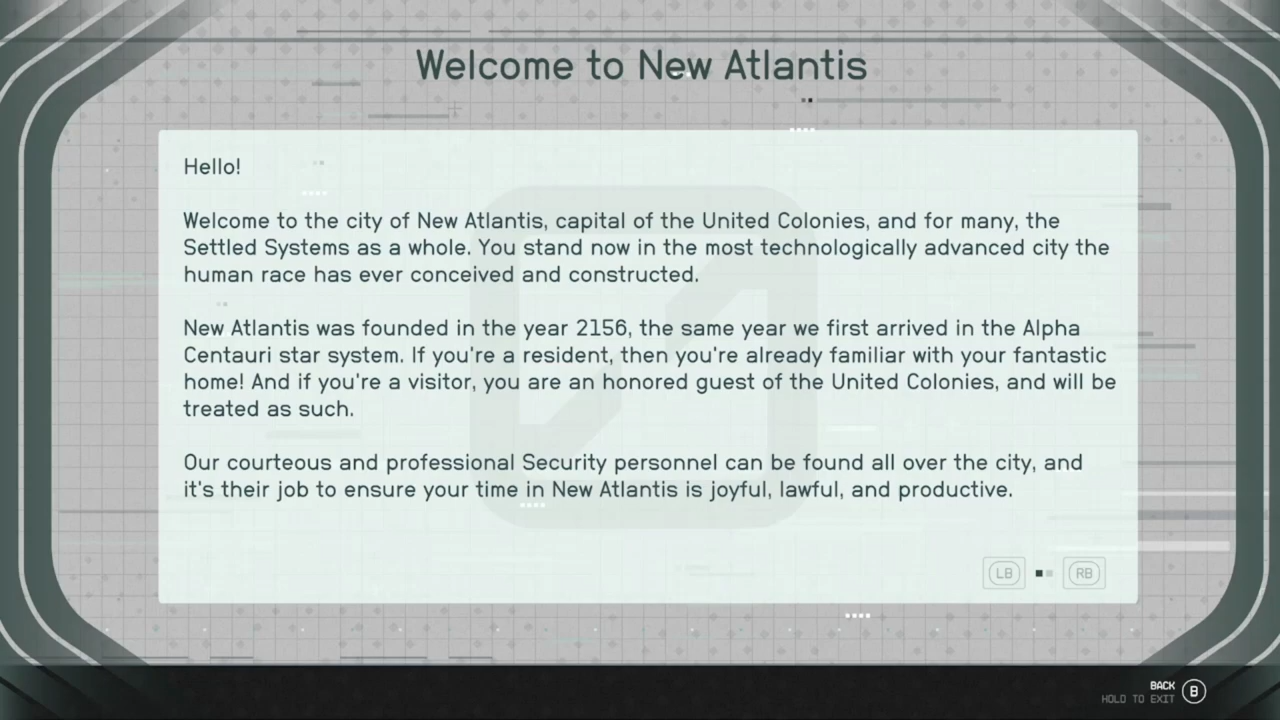 Welcome to New Atlantis
Hello!
Welcome to the city of New Atlantis, capital of the United Colonies, and for many, the
Settled Systems as a whole. You stand now in the most technologically advanced city the
human race has ever conceived and constructed.
New Atlantis was founded in the year 2156, the same year we first arrived in the Alpha
Centauri star system. If you're a resident, then you're already familiar with your fantastic
home! And if you're a visitor, you are an honored guest of the United Colonies, and will be
treated as such.
Our courteous and professional Security personnel can be found all over the city, and
it's their job to ensure your time in New Atlantis is joyful, lawful, and productive.
LB RB
BACK B
HOLD TO EXIT